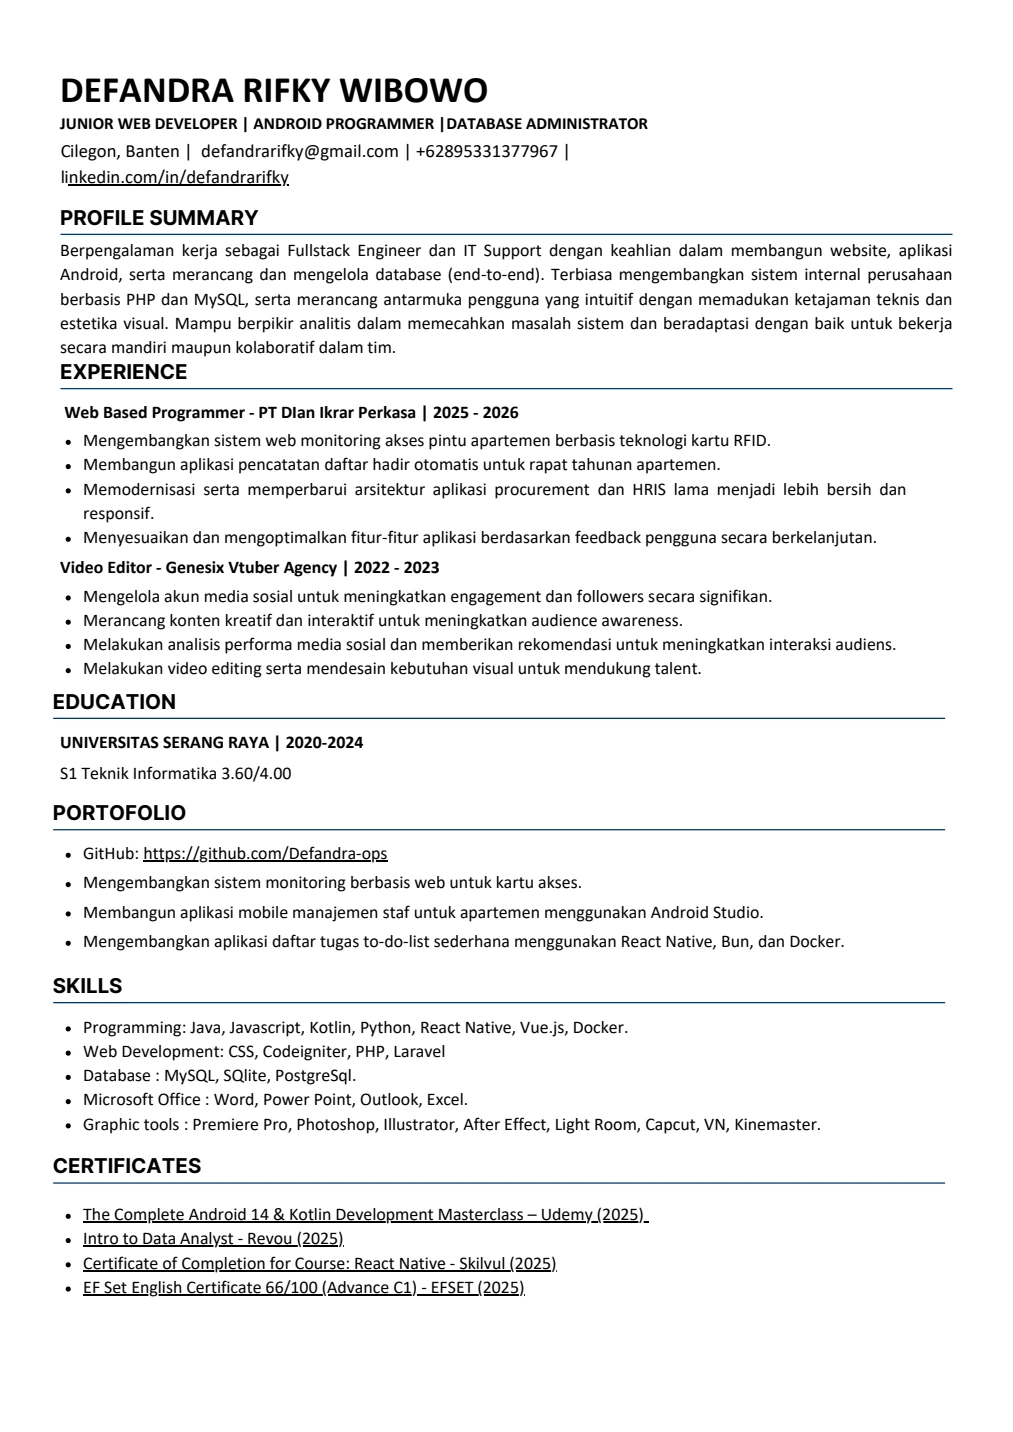 DEFANDRA RIFKY WIBOWO
JUNIOR WEB DEVELOPER | ANDROID PROGRAMMER |DATABASE ADMINISTRATOR
Cilegon, Banten | defandrarifky@gmail.com | +62895331377967 |
linkedin.com/in/defandrarifky
PROFILE SUMMARY
Berpengalaman kerja sebagai Fullstack Engineer dan IT Support dengan keahlian dalam membangun website, aplikasi
Android, serta merancang dan mengelola database (end-to-end). Terbiasa mengembangkan sistem internal perusahaan
berbasis PHP dan MySQL, serta merancang antarmuka pengguna yang intuitif dengan memadukan ketajaman teknis dan
estetika visual. Mampu berpikir analitis dalam memecahkan masalah sistem dan beradaptasi dengan baik untuk bekerja
secara mandiri maupun kolaboratif dalam tim.
EXPERIENCE
Web Based Programmer - PT DIan Ikrar Perkasa | 2025 - 2026
• Mengembangkan sistem web monitoring akses pintu apartemen berbasis teknologi kartu RFID.
• Membangun aplikasi pencatatan daftar hadir otomatis untuk rapat tahunan apartemen.
• Memodernisasi serta memperbarui arsitektur aplikasi procurement dan HRIS lama menjadi lebih bersih dan
responsif.
• Menyesuaikan dan mengoptimalkan fitur-fitur aplikasi berdasarkan feedback pengguna secara berkelanjutan.
Video Editor - Genesix Vtuber Agency | 2022 - 2023
• Mengelola akun media sosial untuk meningkatkan engagement dan followers secara signifikan.
• Merancang konten kreatif dan interaktif untuk meningkatkan audience awareness.
• Melakukan analisis performa media sosial dan memberikan rekomendasi untuk meningkatkan interaksi audiens.
• Melakukan video editing serta mendesain kebutuhan visual untuk mendukung talent.
EDUCATION
UNIVERSITAS SERANG RAYA | 2020-2024
S1 Teknik Informatika 3.60/4.00
PORTOFOLIO
• GitHub: https://github.com/Defandra-ops
• Mengembangkan sistem monitoring berbasis web untuk kartu akses.
• Membangun aplikasi mobile manajemen staf untuk apartemen menggunakan Android Studio.
• Mengembangkan aplikasi daftar tugas to-do-list sederhana menggunakan React Native, Bun, dan Docker.
SKILLS
• Programming: Java, Javascript, Kotlin, Python, React Native, Vue.js, Docker.
• Web Development: CSS, Codeigniter, PHP, Laravel
• Database : MySQL, SQlite, PostgreSql.
• Microsoft Office : Word, Power Point, Outlook, Excel.
• Graphic tools : Premiere Pro, Photoshop, Illustrator, After Effect, Light Room, Capcut, VN, Kinemaster.
CERTIFICATES
• The Complete Android 14 & Kotlin Development Masterclass – Udemy (2025)
• Intro to Data Analyst - Revou (2025)
• Certificate of Completion for Course: React Native - Skilvul (2025)
• EF Set English Certificate 66/100 (Advance C1) - EFSET (2025)